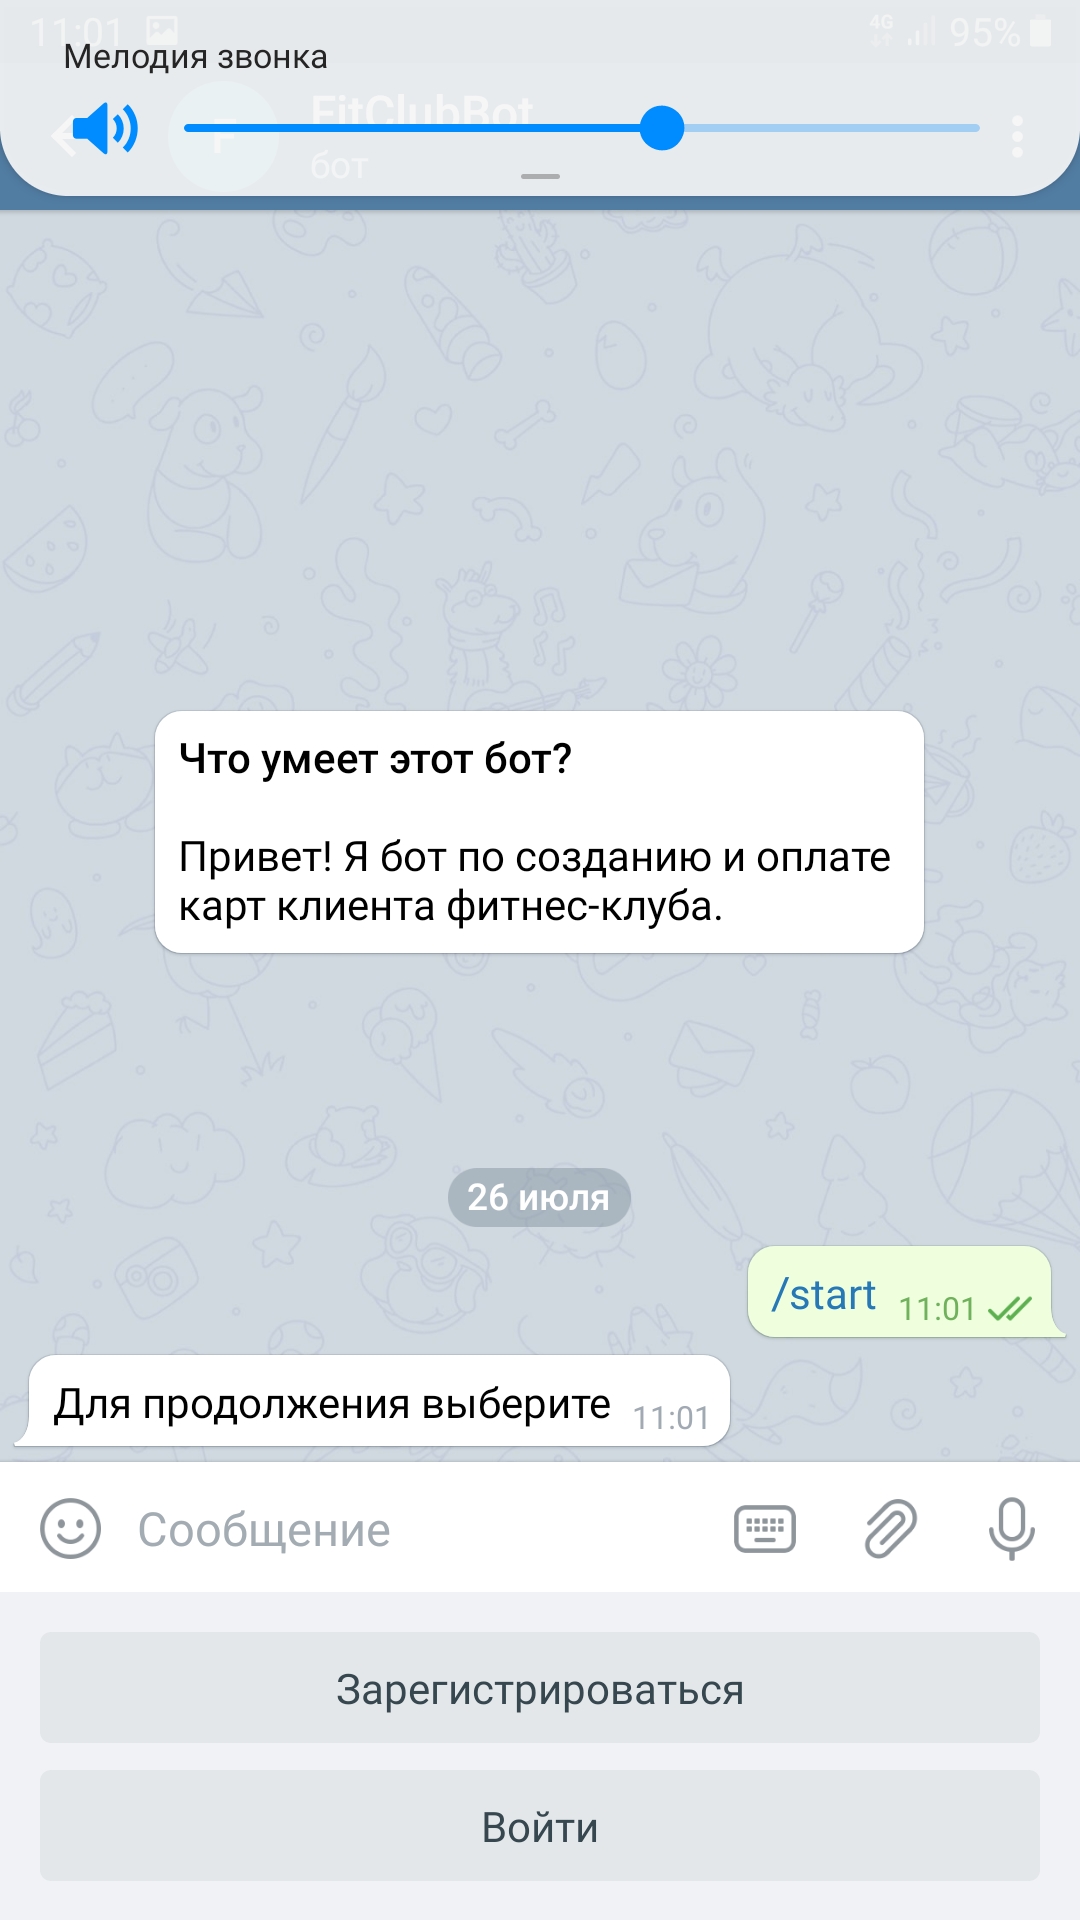 11:01
4G
95%
Мелодия звонка
F
FitClubBot
бот
Что умеет этот бот?
Привет! Я бот по созданию и оплате
карт клиента фитнес-клуба.
26 июля
/start 11:01
Для продолжения выберите 11:01
Сообщение
Зарегистрироваться
Войти